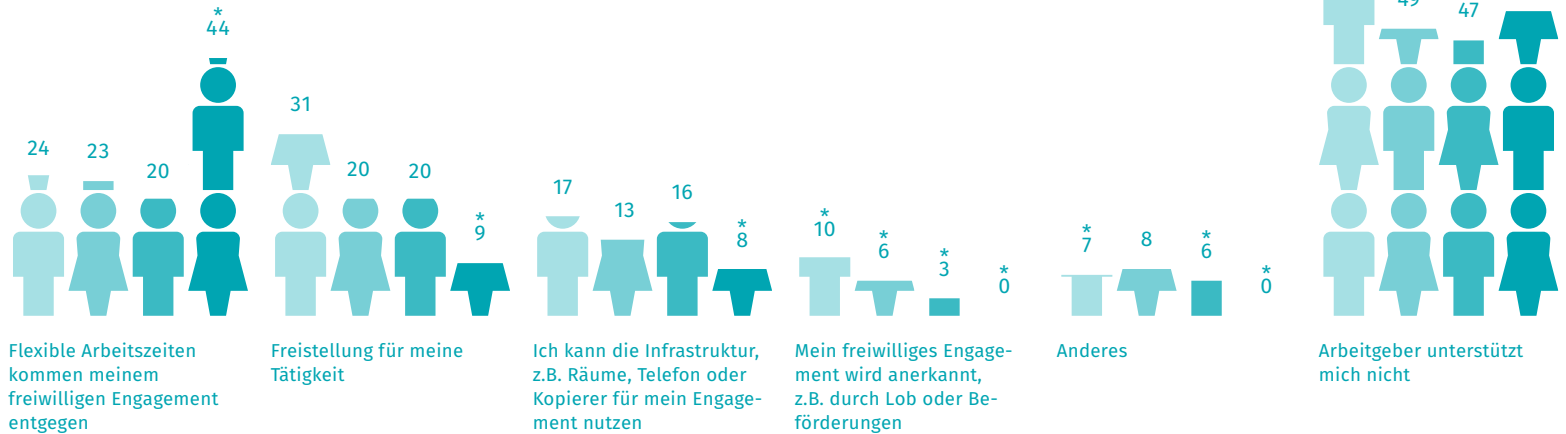 *
44
24
23
20
Flexible Arbeitszeiten
kommen meinem
freiwilligen Engagement
entgegen
31
20
20
*
9
Freistellung für meine
Tätigkeit
17
13
16
*
8
Ich kann die Infrastruktur,
z.B. Räume, Telefon oder
Kopierer für mein Engage-
ment nutzen
*
10
*
6
*
3
*
0
Mein freiwilliges Engage-
ment wird anerkannt,
z.B. durch Lob oder Be-
förderungen
*
7
8
*
6
*
0
Anderes
49
47
Arbeitgeber unterstützt
mich nicht